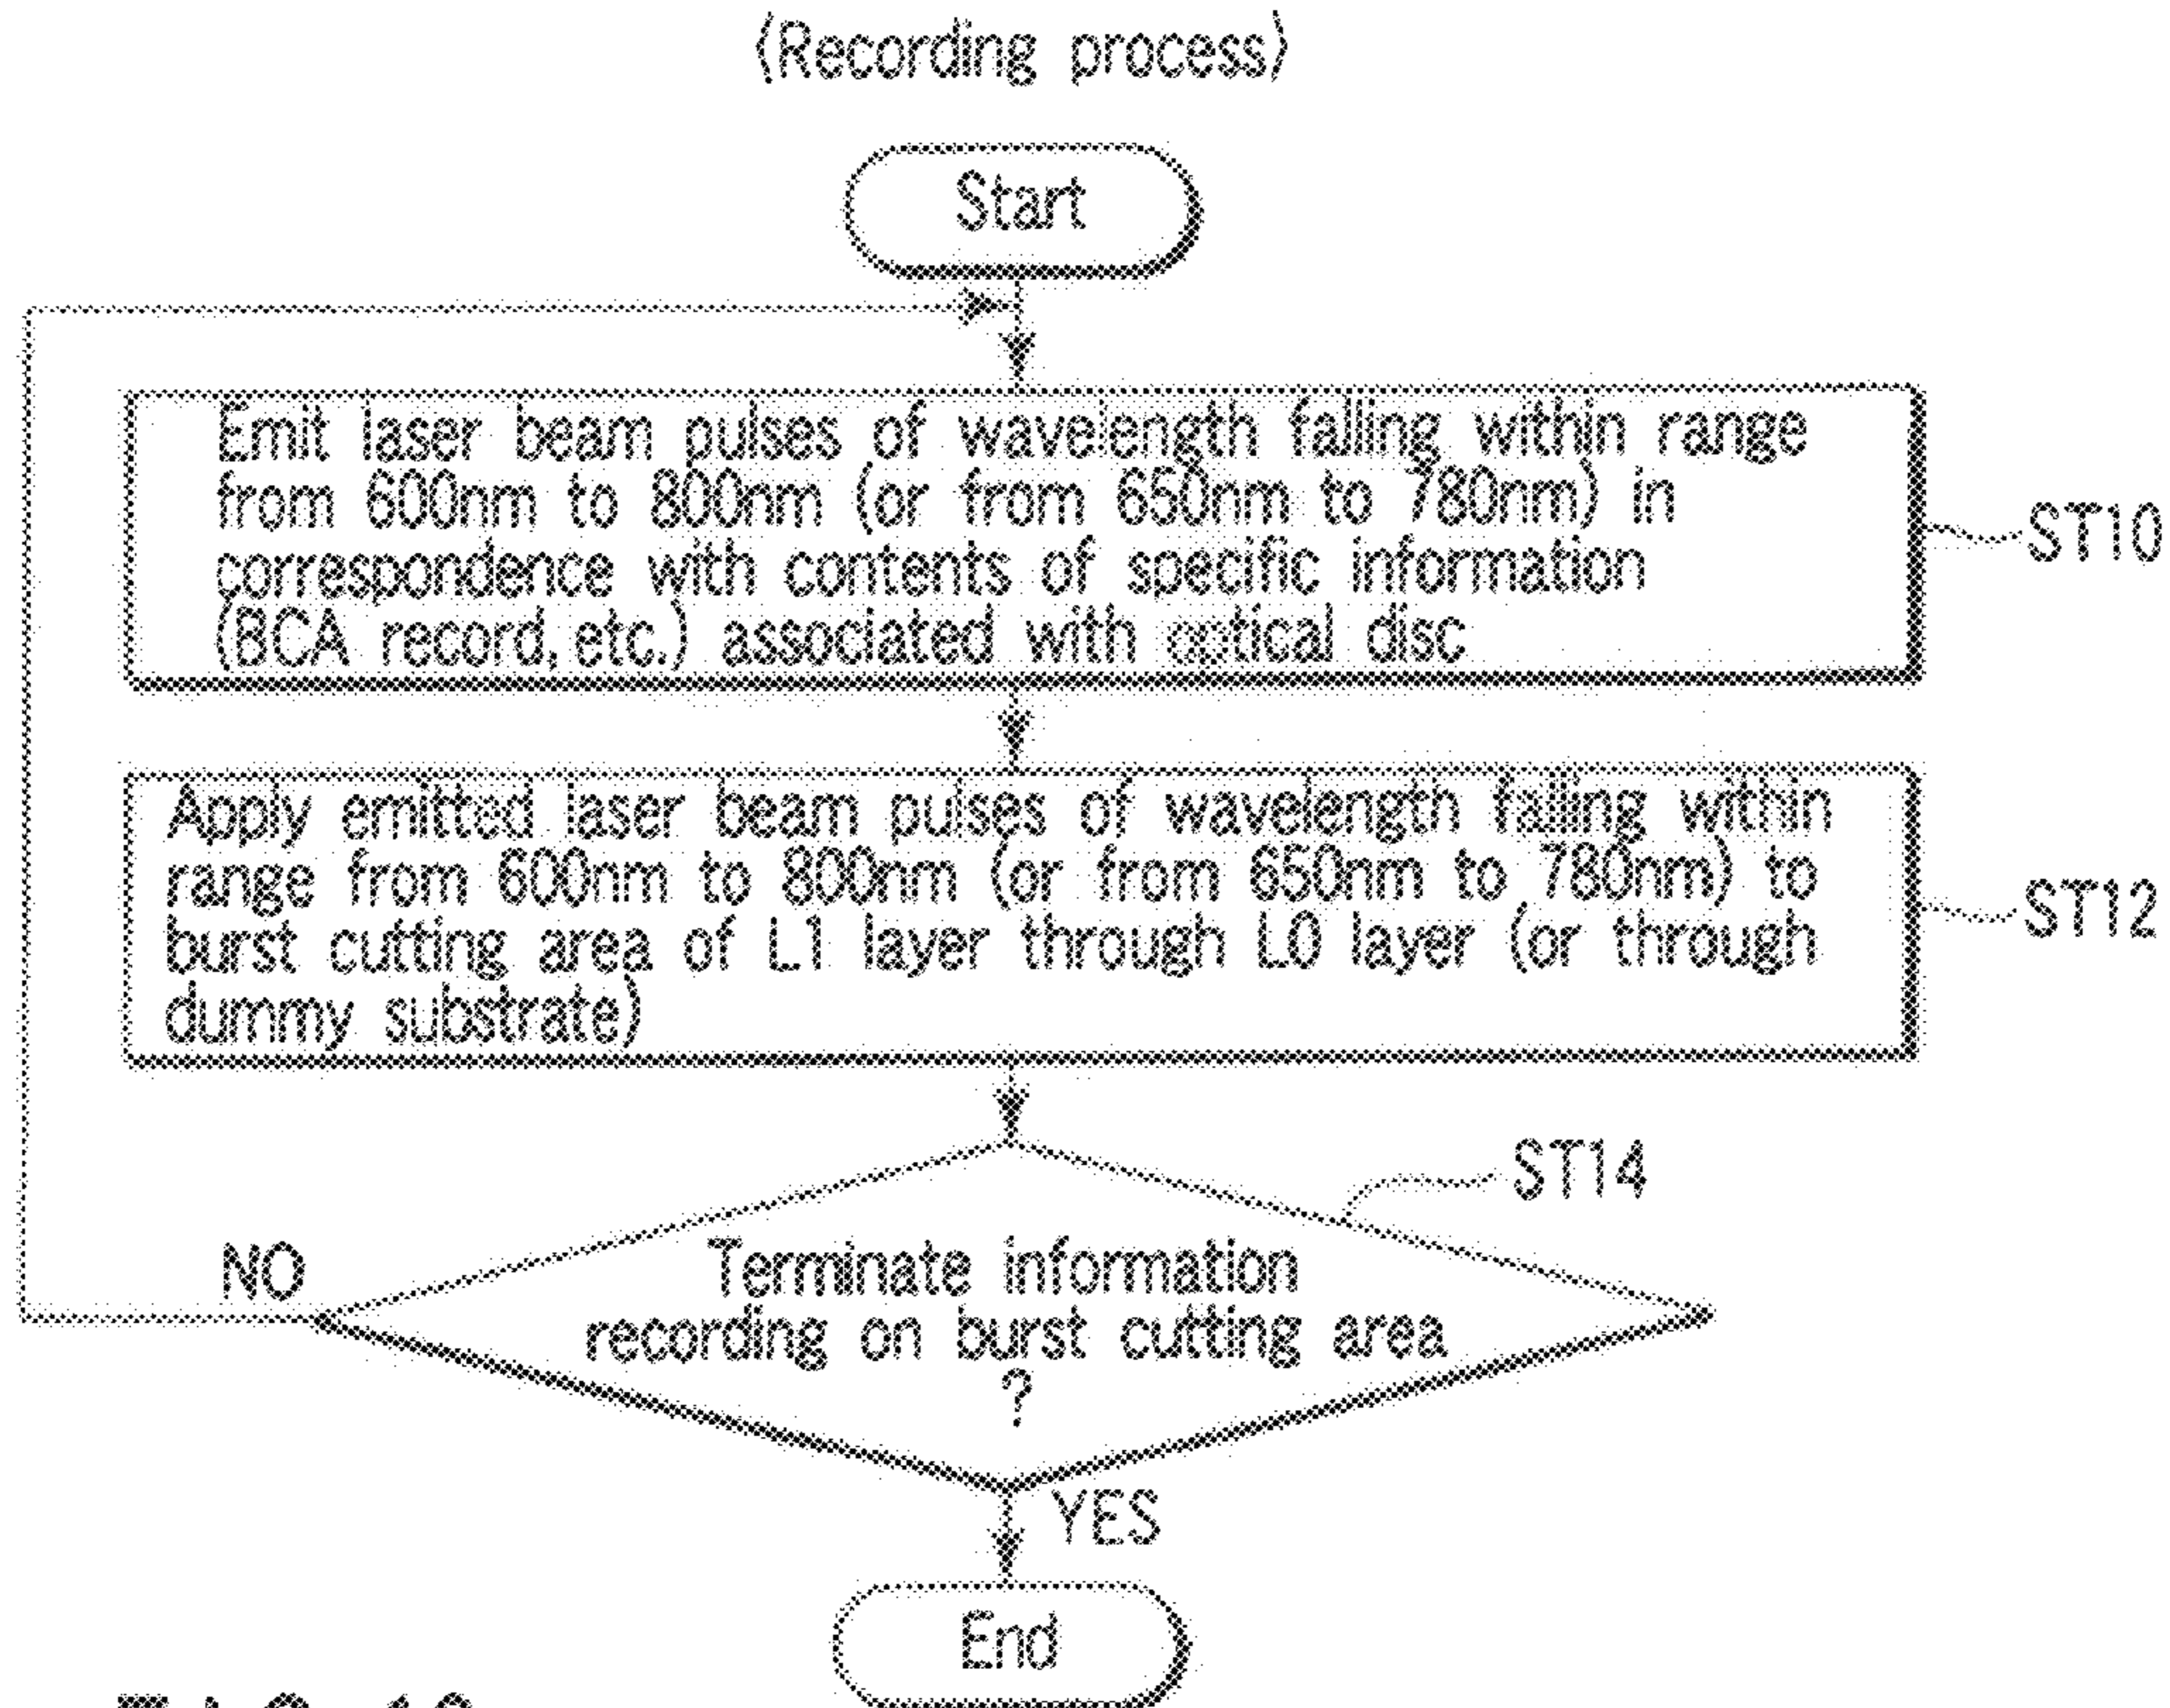 (Recording process)
Start
Emit laser beam pulses of wavelength falling within range
from 600nm to 800nm (or from 650nm to 780nm) in
correspondence with contents of specific information
(BCA record, etc.) associated with optical disc
ST10
Apply emitted laser beam pulses of wavelength falling within
range from 600nm to 800nm (or from 650nm to 780nm) to
burst cutting area of L1 layer through L0 layer (or through
dummy substrate)
ST12
ST14
NO
Terminate information
recording on burst cutting area
?
YES
End